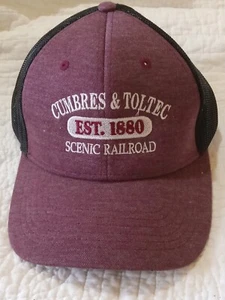 CUMBRES & TOLTEC
EST. 1880
SCENIC RAILROAD